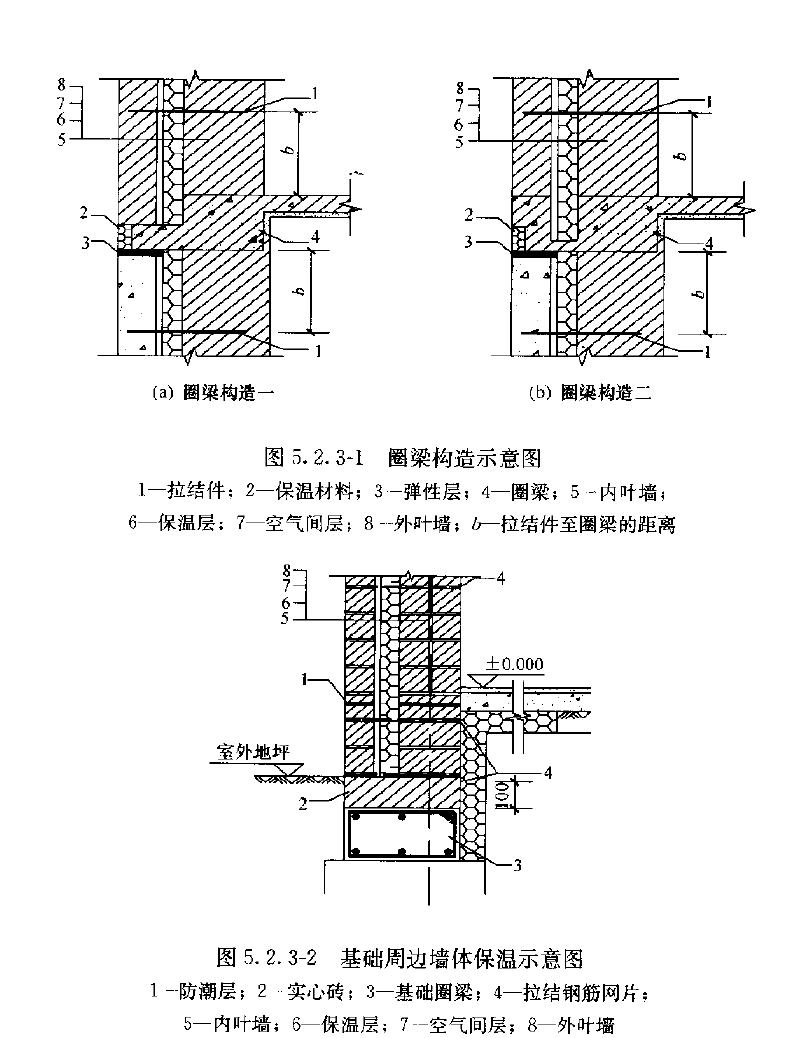 8
7
6
5
1
b
2
3
4
b
1
8
7
6
5
1
b
2
3
4
b
1
(a) 圈梁构造一
(b) 圈梁构造二
图 5.2.3-1 圈梁构造示意图
1—拉结件；2—保温材料；3—弹性层；4—圈梁；5—内叶墙；
6—保温层；7—空气间层；8—外叶墙；b—拉结件至圈梁的距离
8
7
6
5
4
1
±0.000
室外地坪
2
4
100
3
图 5.2.3-2 基础周边墙体保温示意图
1—防潮层；2—实心砖；3—基础圈梁；4—拉结钢筋网片；
5—内叶墙；6—保温层；7—空气间层；8—外叶墙